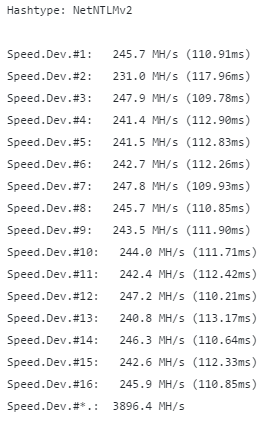 Hashtype: NetNTLMv2
Speed.Dev.#1:   245.7 MH/s (110.91ms)
Speed.Dev.#2:   231.0 MH/s (117.96ms)
Speed.Dev.#3:   247.9 MH/s (109.78ms)
Speed.Dev.#4:   241.4 MH/s (112.90ms)
Speed.Dev.#5:   241.5 MH/s (112.83ms)
Speed.Dev.#6:   242.7 MH/s (112.26ms)
Speed.Dev.#7:   247.8 MH/s (109.93ms)
Speed.Dev.#8:   245.7 MH/s (110.85ms)
Speed.Dev.#9:   243.5 MH/s (111.90ms)
Speed.Dev.#10:   244.0 MH/s (111.71ms)
Speed.Dev.#11:   242.4 MH/s (112.42ms)
Speed.Dev.#12:   247.2 MH/s (110.21ms)
Speed.Dev.#13:   240.8 MH/s (113.17ms)
Speed.Dev.#14:   246.3 MH/s (110.64ms)
Speed.Dev.#15:   242.6 MH/s (112.33ms)
Speed.Dev.#16:   245.9 MH/s (110.85ms)
Speed.Dev.#*.:  3896.4 MH/s